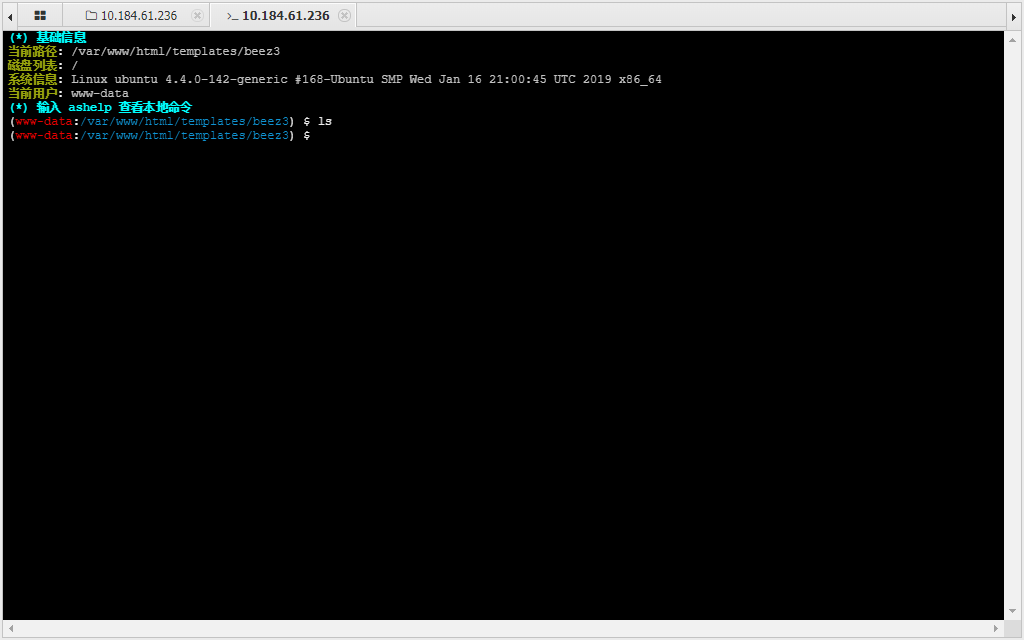 10.184.61.236 >_ 10.184.61.236
(*) 基础信息
当前路径: /var/www/html/templates/beez3
磁盘列表: /
系统信息: Linux ubuntu 4.4.0-142-generic #168-Ubuntu SMP Wed Jan 16 21:00:45 UTC 2019 x86_64
当前用户: www-data
(*) 输入 ashelp 查看本地命令
(www-data:/var/www/html/templates/beez3) $ ls
(www-data:/var/www/html/templates/beez3) $